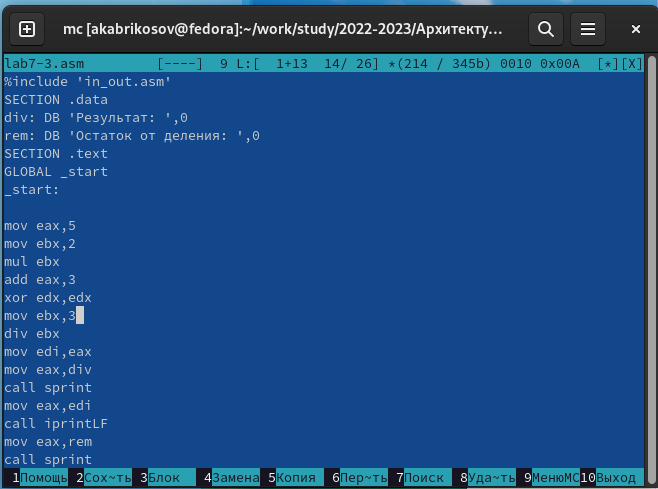 mc [akabrikosov@fedora]:~/work/study/2022-2023/Архитекту...
lab7-3.asm [----] 9 L:[ 1+13 14/ 26] *(214 / 345b) 0010 0x00A [*][X]
%include 'in_out.asm'
SECTION .data
div: DB 'Результат: ',0
rem: DB 'Остаток от деления: ',0
SECTION .text
GLOBAL _start
_start:
mov eax,5
mov ebx,2
mul ebx
add eax,3
xor edx,edx
mov ebx,3
div ebx
mov edi,eax
mov eax,div
call sprint
mov eax,edi
call iprintLF
mov eax,rem
call sprint
1Помощь 2Сох~ть 3Блок 4Замена 5Копия 6Пер~ть 7Поиск 8Уда~ть 9МенюMC 10Выход